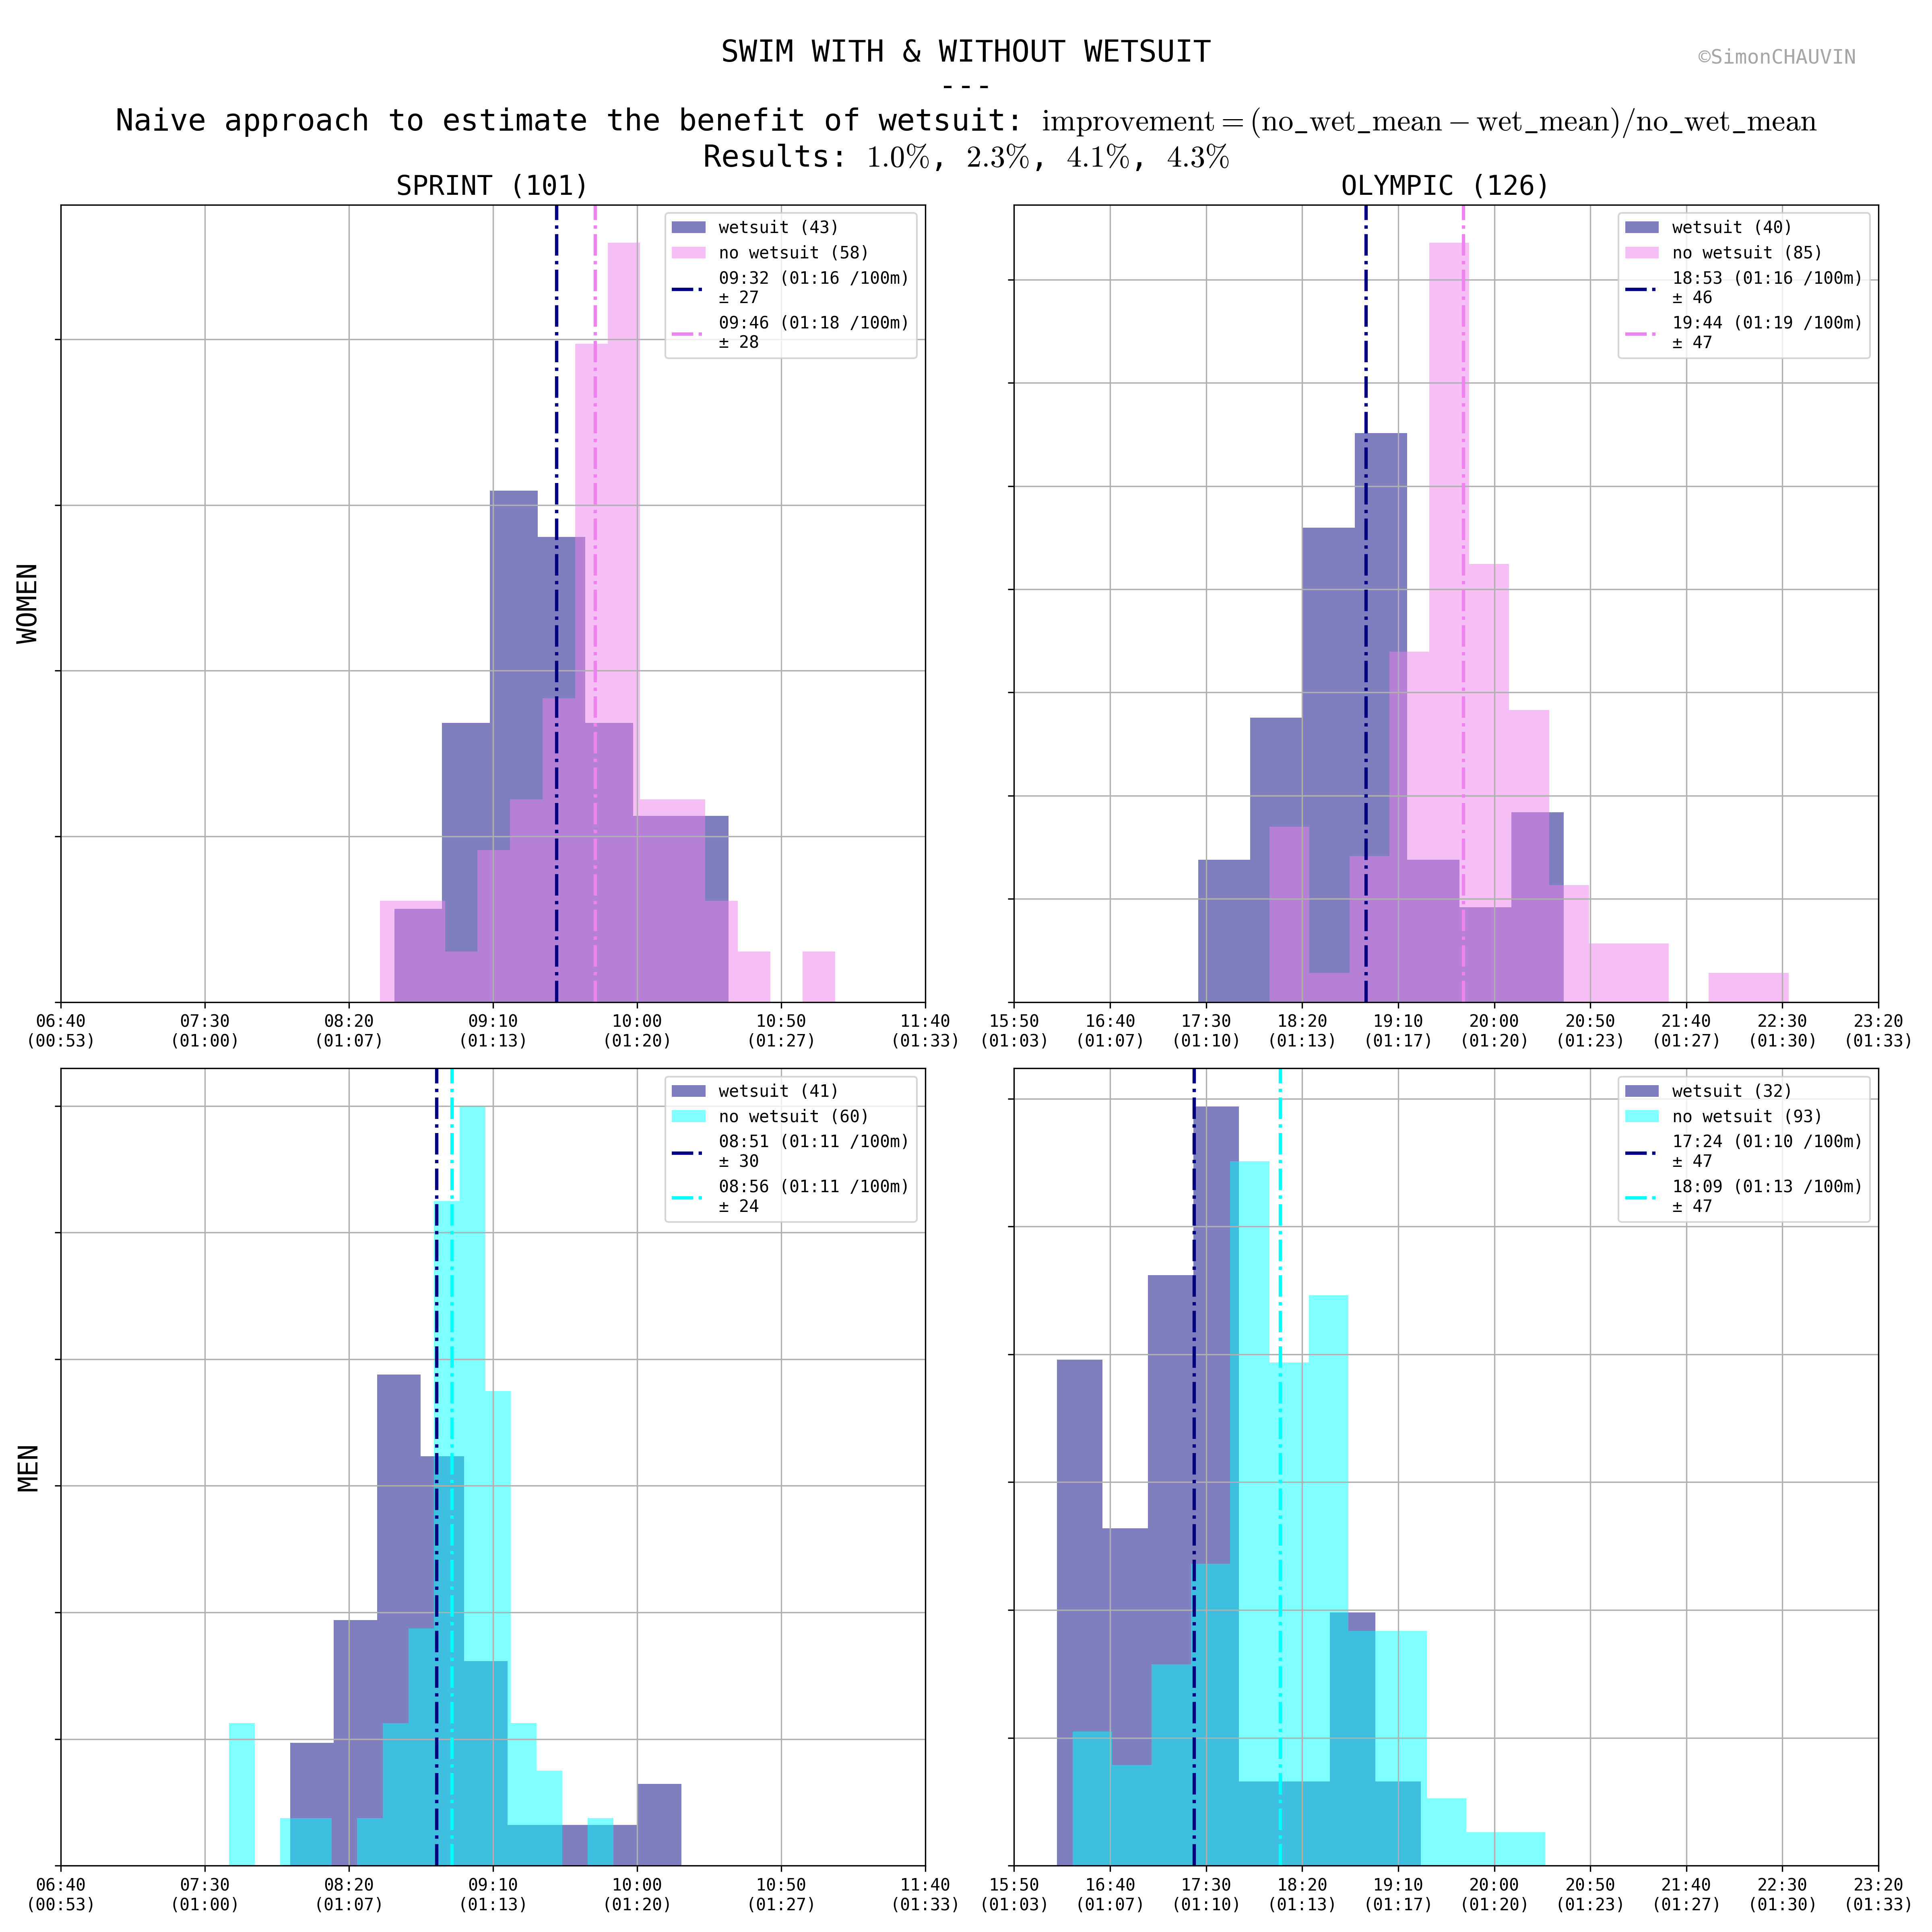 SWIM WITH & WITHOUT WETSUIT
©SimonCHAUVIN
---
Naive approach to estimate the benefit of wetsuit: improvement=(no_wet_mean − wet_mean)/no_wet_mean
Results: 1.0%, 2.3%, 4.1%, 4.3%
SPRINT (101)
wetsuit (43)
no wetsuit (58)
09:32 (01:16 /100m)
± 27
09:46 (01:18 /100m)
± 28
WOMEN
06:40 07:30 08:20 09:10 10:00 10:50 11:40
(00:53) (01:00) (01:07) (01:13) (01:20) (01:27) (01:33)
OLYMPIC (126)
wetsuit (40)
no wetsuit (85)
18:53 (01:16 /100m)
± 46
19:44 (01:19 /100m)
± 47
15:50 16:40 17:30 18:20 19:10 20:00 20:50 21:40 22:30 23:20
(01:03) (01:07) (01:10) (01:13) (01:17) (01:20) (01:23) (01:27) (01:30) (01:33)
wetsuit (41)
no wetsuit (60)
08:51 (01:11 /100m)
± 30
08:56 (01:11 /100m)
± 24
MEN
06:40 07:30 08:20 09:10 10:00 10:50 11:40
(00:53) (01:00) (01:07) (01:13) (01:20) (01:27) (01:33)
wetsuit (32)
no wetsuit (93)
17:24 (01:10 /100m)
± 47
18:09 (01:13 /100m)
± 47
15:50 16:40 17:30 18:20 19:10 20:00 20:50 21:40 22:30 23:20
(01:03) (01:07) (01:10) (01:13) (01:17) (01:20) (01:23) (01:27) (01:30) (01:33)